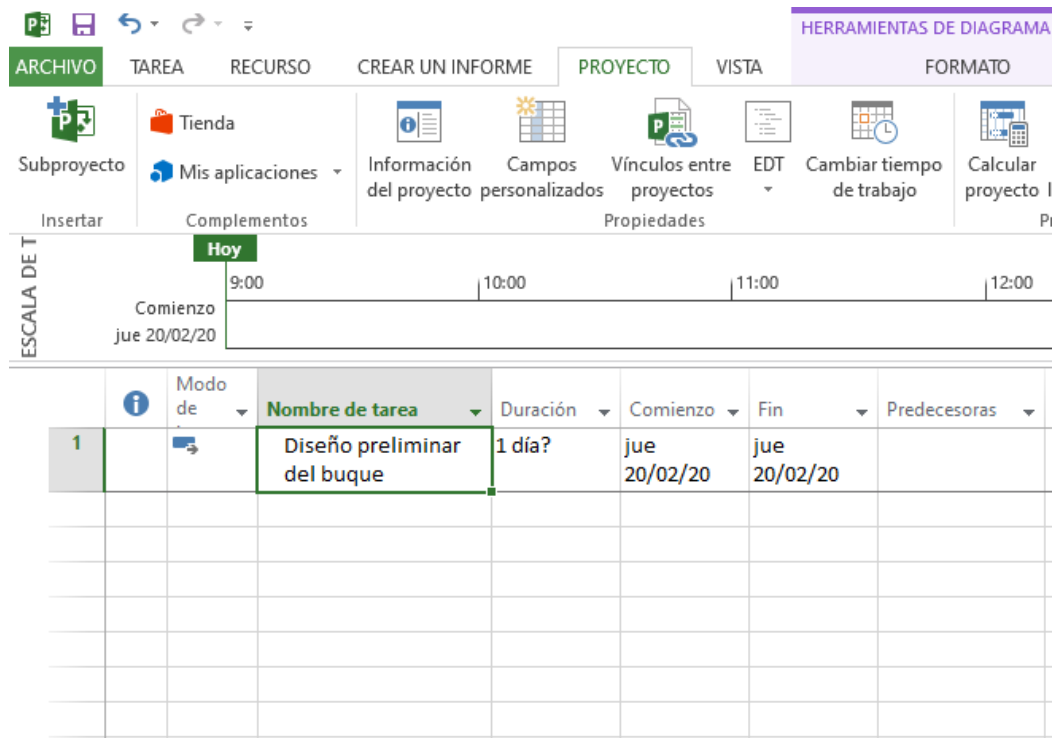 HERRAMIENTAS DE DIAGRAMA
ARCHIVO TAREA RECURSO CREAR UN INFORME PROYECTO VISTA FORMATO
Subproyecto
Tienda
Mis aplicaciones
Información
del proyecto
Campos
personalizados
Vínculos entre
proyectos
EDT
Cambiar tiempo
de trabajo
Calcular
proyecto
Insertar Complementos Propiedades
ESCALA DE T
Hoy
9:00 10:00 11:00 12:00
Comienzo
jue 20/02/20
Modo
de
Nombre de tarea Duración Comienzo Fin Predecesoras
1
Diseño preliminar
del buque
1 día?
jue
20/02/20
jue
20/02/20